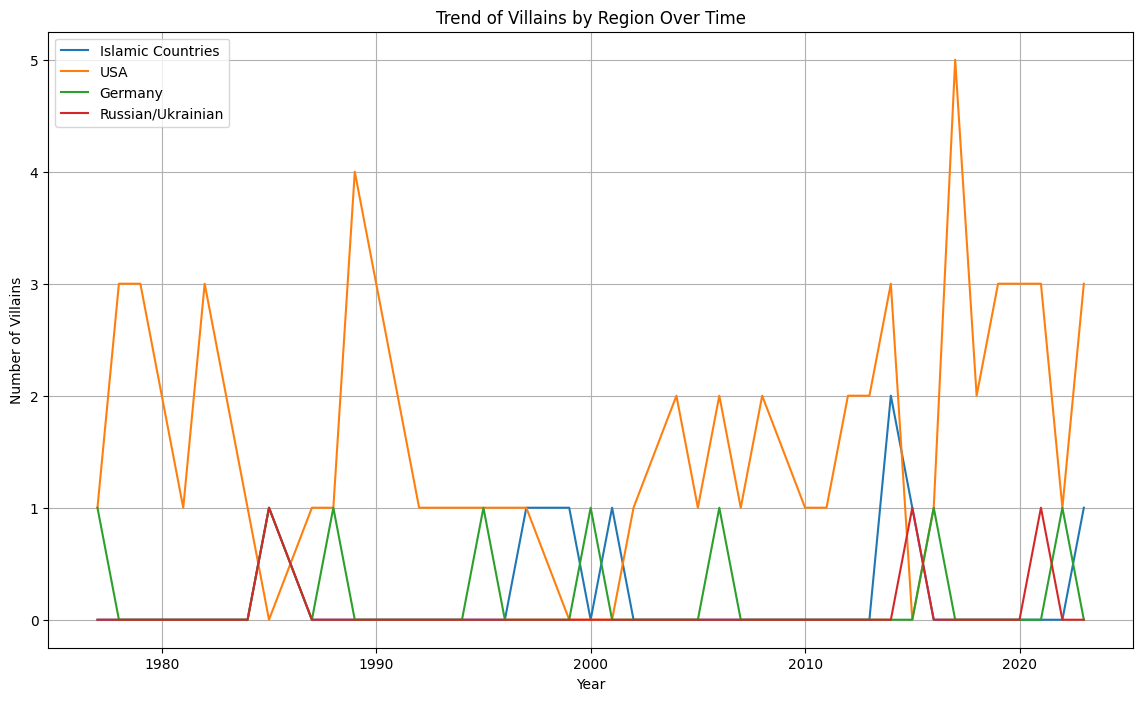 Trend of Villains by Region Over Time
Islamic Countries
USA
Germany
Russian/Ukrainian
Number of Villains
5
4
3
2
1
0
1980 1990 2000 2010 2020
Year